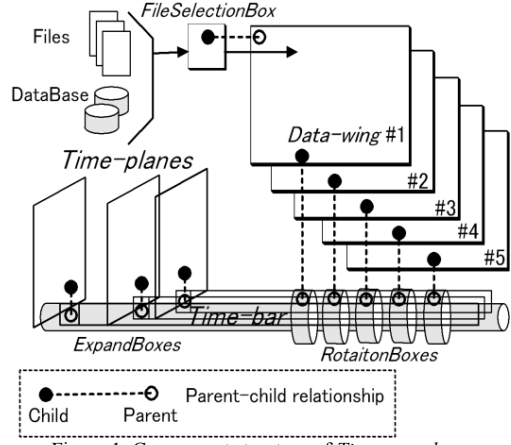 FileSelectionBox
Files
DataBase
Data-wing #1
Time-planes
#2
#3
#4
#5
Time-bar
ExpandBoxes
RotaitonBoxes
Parent-child relationship
Child
Parent